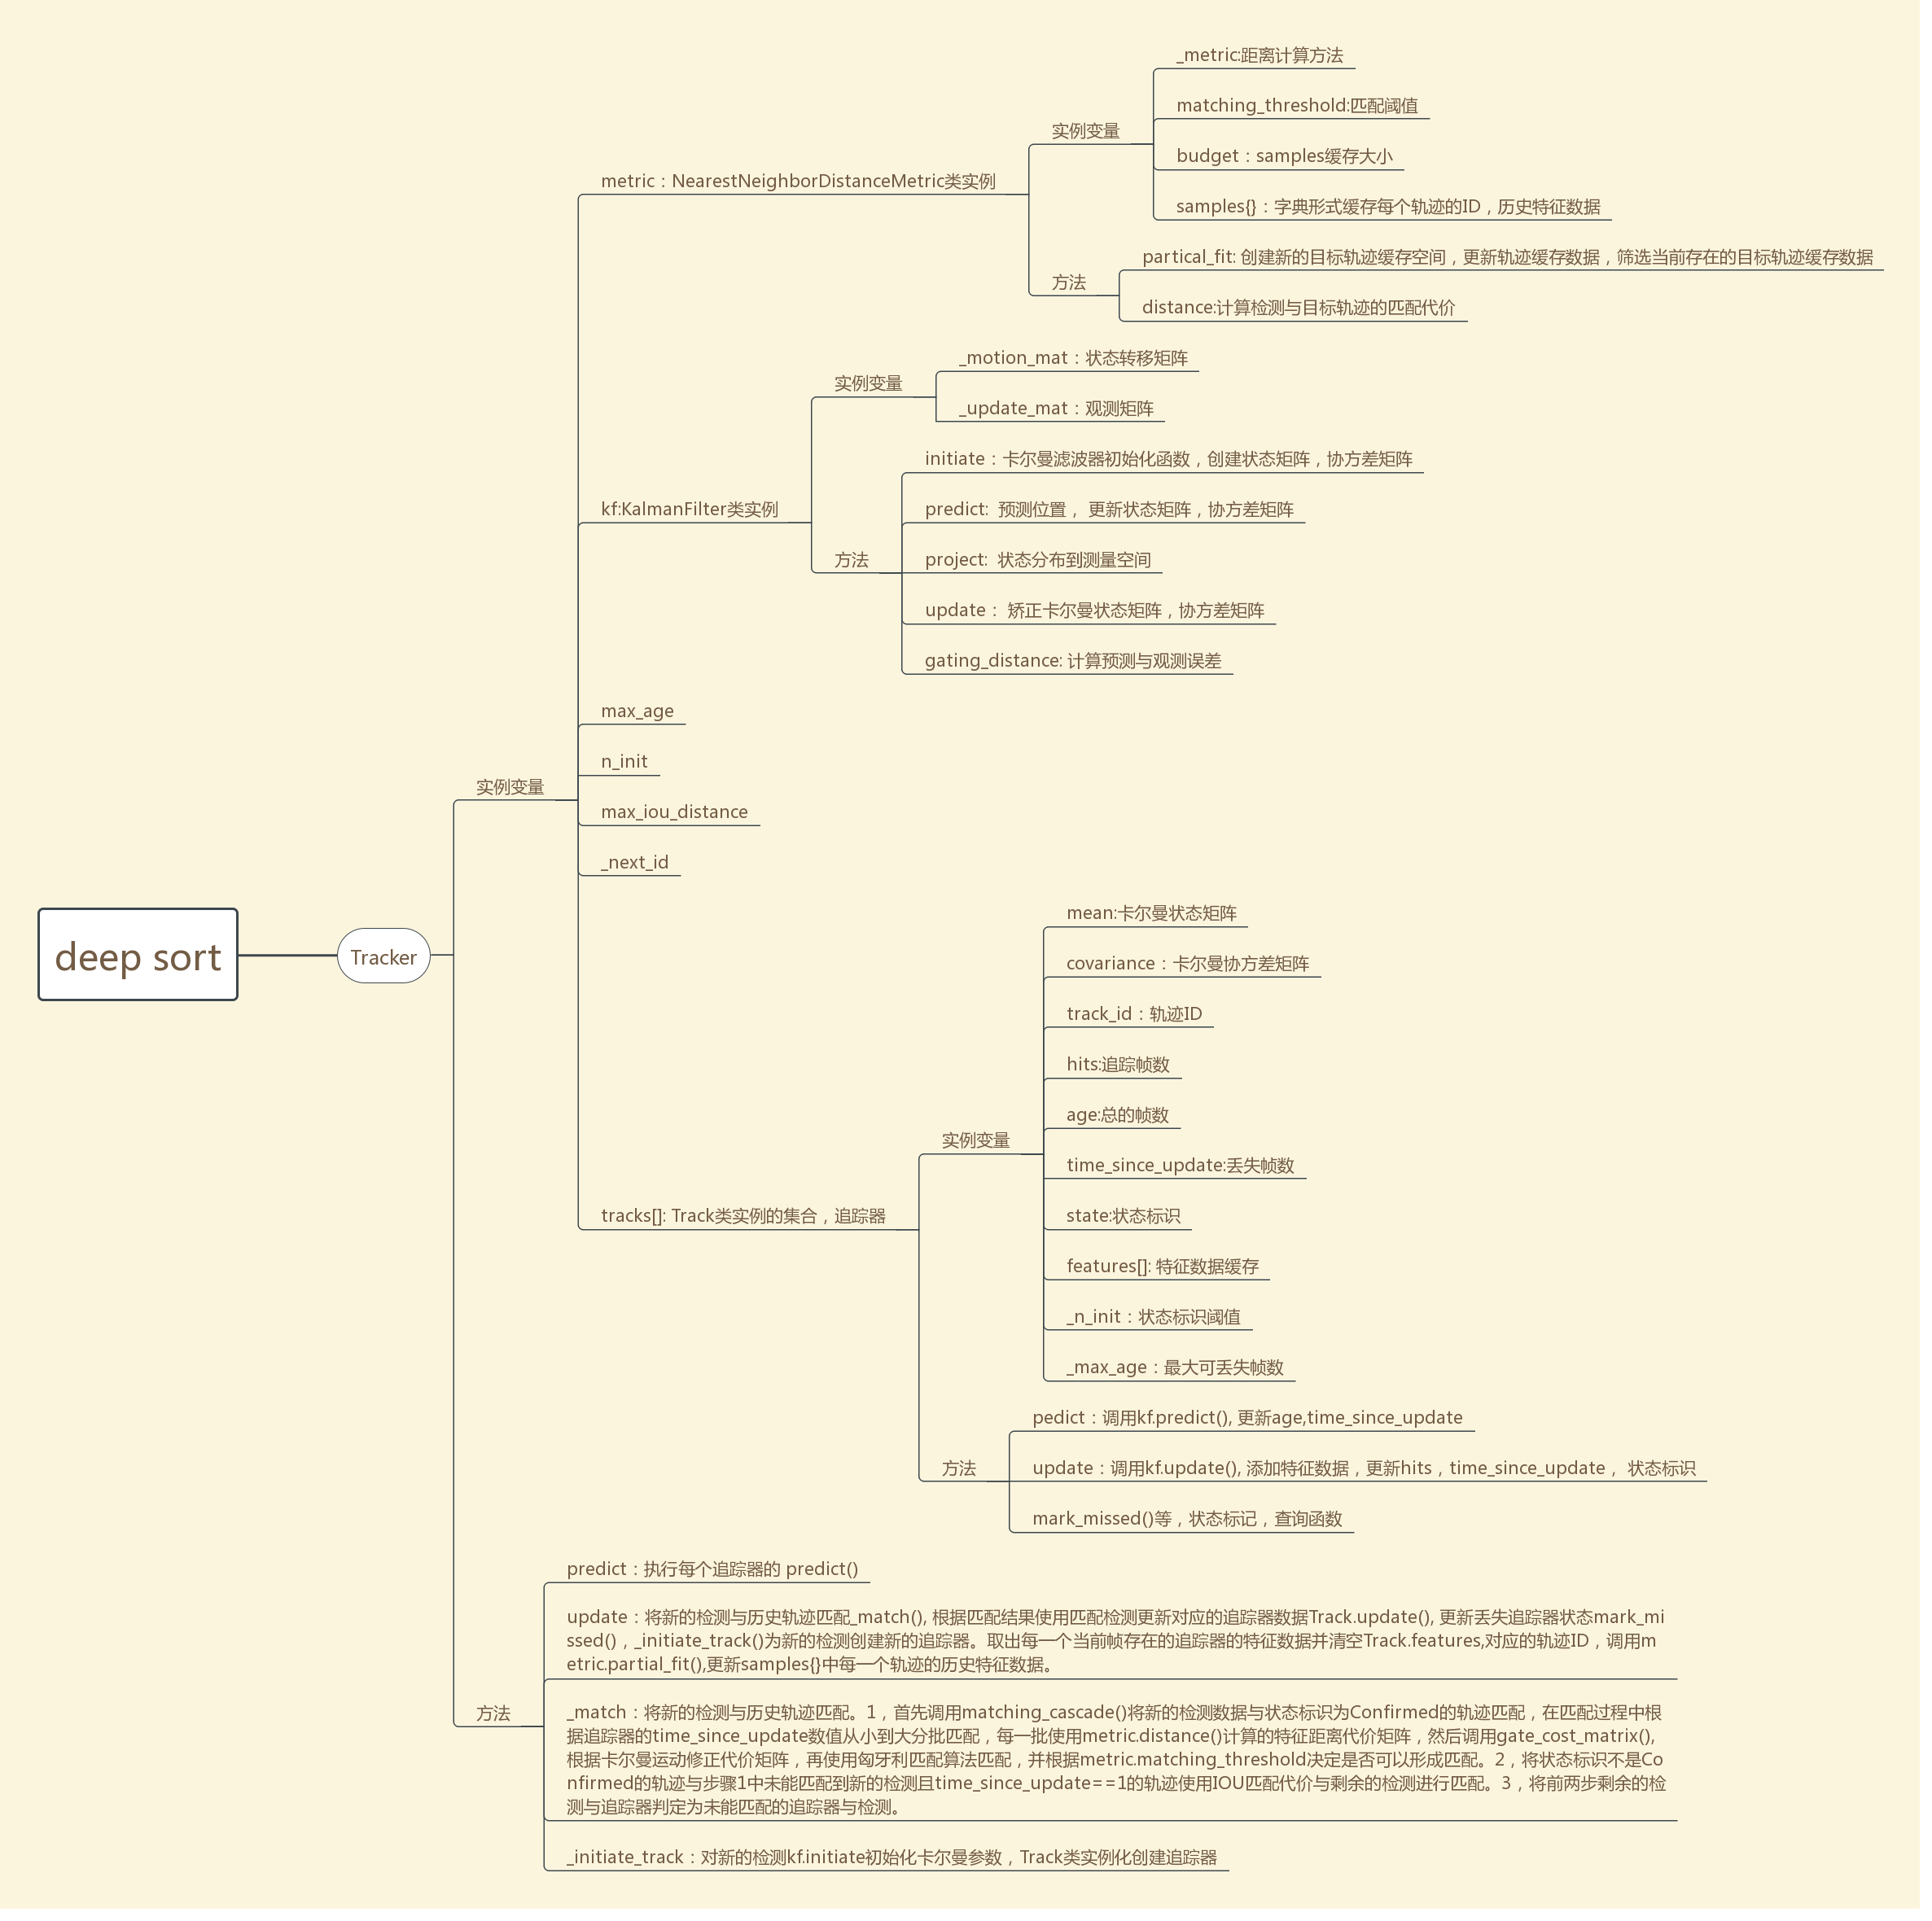 _metric:距离计算方法
matching_threshold:匹配阈值
实例变量
budget：samples缓存大小
metric：NearestNeighborDistanceMetric类实例
samples{}：字典形式缓存每个轨迹的ID，历史特征数据
partical_fit: 创建新的目标轨迹缓存空间，更新轨迹缓存数据，筛选当前存在的目标轨迹缓存数据
方法
distance:计算检测与目标轨迹的匹配代价
_motion_mat：状态转移矩阵
实例变量
_update_mat：观测矩阵
initiate：卡尔曼滤波器初始化函数，创建状态矩阵，协方差矩阵
kf:KalmanFilter类实例
predict: 预测位置， 更新状态矩阵，协方差矩阵
方法
project: 状态分布到测量空间
update： 矫正卡尔曼状态矩阵，协方差矩阵
gating_distance: 计算预测与观测误差
max_age
n_init
实例变量
max_iou_distance
_next_id
deep sort
Tracker
mean:卡尔曼状态矩阵
covariance：卡尔曼协方差矩阵
track_id：轨迹ID
hits:追踪帧数
age:总的帧数
实例变量
time_since_update:丢失帧数
tracks[]: Track类实例的集合，追踪器
state:状态标识
features[]: 特征数据缓存
_n_init：状态标识阈值
_max_age：最大可丢失帧数
pedict：调用kf.predict(), 更新age,time_since_update
方法
update：调用kf.update(), 添加特征数据，更新hits，time_since_update， 状态标识
mark_missed()等，状态标记，查询函数
predict：执行每个追踪器的 predict()
update：将新的检测与历史轨迹匹配_match(), 根据匹配结果使用匹配检测更新对应的追踪器数据Track.update(), 更新丢失追踪器状态mark_mi
ssed()，_initiate_track()为新的检测创建新的追踪器。取出每一个当前帧存在的追踪器的特征数据并清空Track.features,对应的轨迹ID，调用m
etric.partial_fit(),更新samples{}中每一个轨迹的历史特征数据。
方法
_match：将新的检测与历史轨迹匹配。1，首先调用matching_cascade()将新的检测数据与状态标识为Confirmed的轨迹匹配，在匹配过程中根
据追踪器的time_since_update数值从小到大分批匹配，每一批使用metric.distance()计算的特征距离代价矩阵，然后调用gate_cost_matrix(),
根据卡尔曼运动修正代价矩阵，再使用匈牙利匹配算法匹配，并根据metric.matching_threshold决定是否可以形成匹配。2，将状态标识不是Co
nfirmed的轨迹与步骤1中未能匹配到新的检测且time_since_update==1的轨迹使用IOU匹配代价与剩余的检测进行匹配。3，将前两步剩余的检
测与追踪器判定为未能匹配的追踪器与检测。
_initiate_track：对新的检测kf.initiate初始化卡尔曼参数，Track类实例化创建追踪器